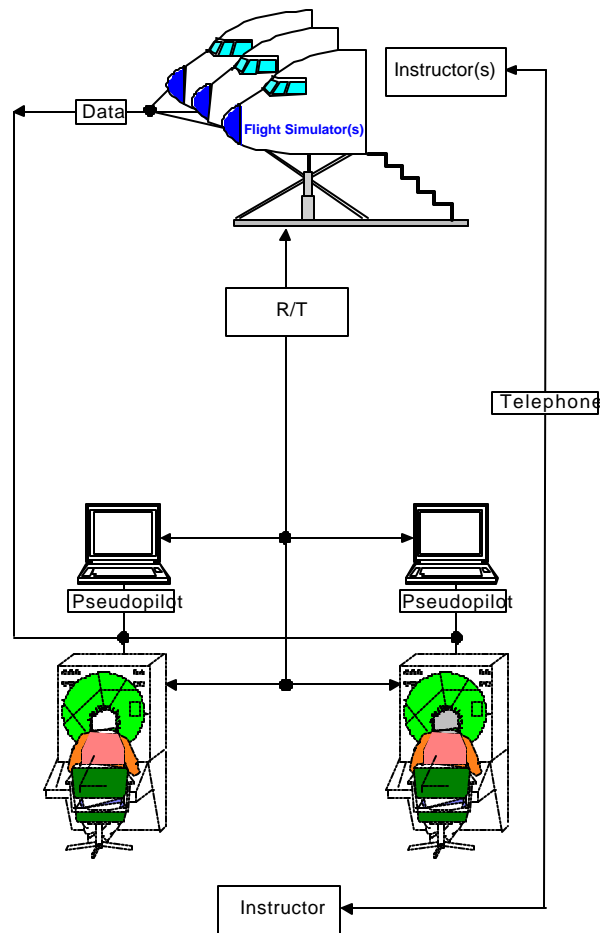 Instructor(s)
Data
Flight Simulator(s)
R/T
Telephone
Pseudopilot
Pseudopilot
Instructor